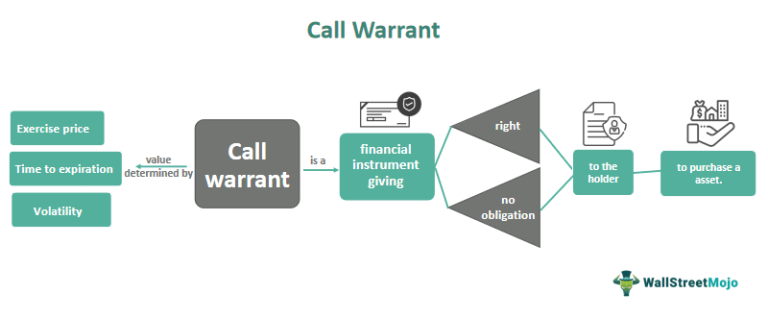 Call Warrant
Exercise price
Time to expiration
Volatility
value
determined by
Call
warrant
is a
financial
instrument
giving
right
no
obligation
to the
holder
to purchase a
asset.
WallStreetMojo